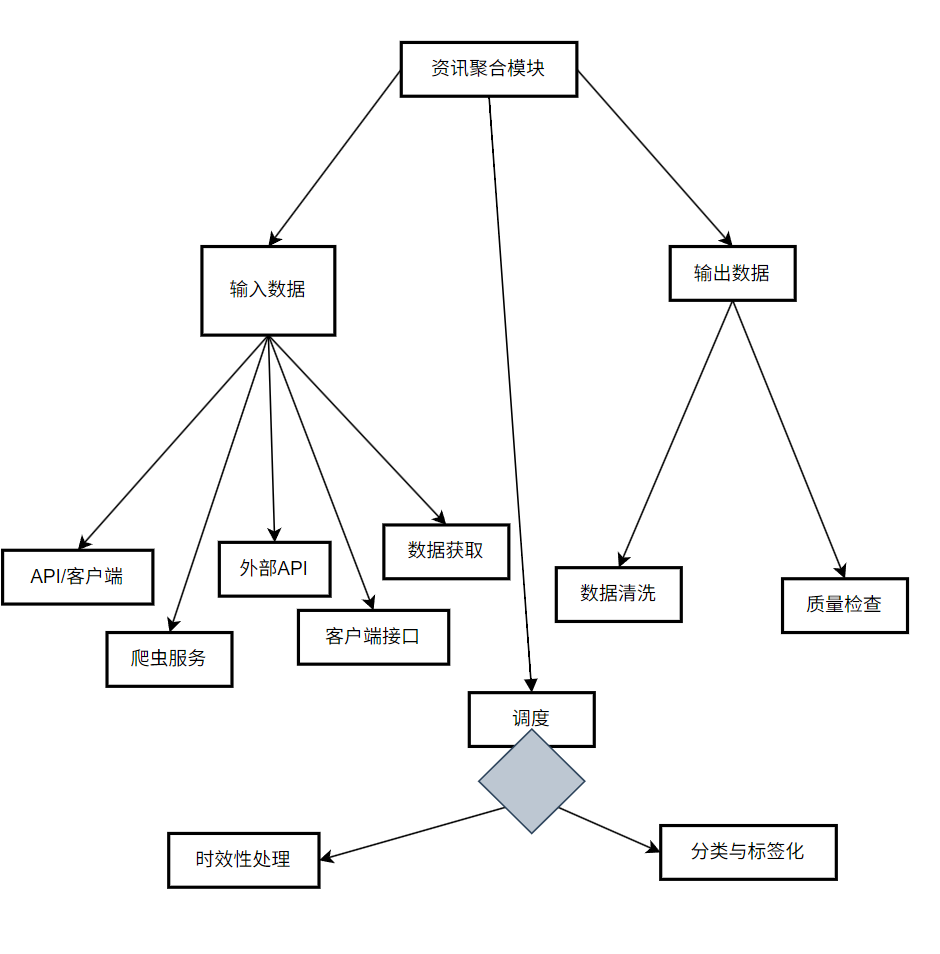 资讯聚合模块
输入数据
输出数据
数据获取
外部API
API/客户端
数据清洗
质量检查
客户端接口
爬虫服务
调度
分类与标签化
时效性处理